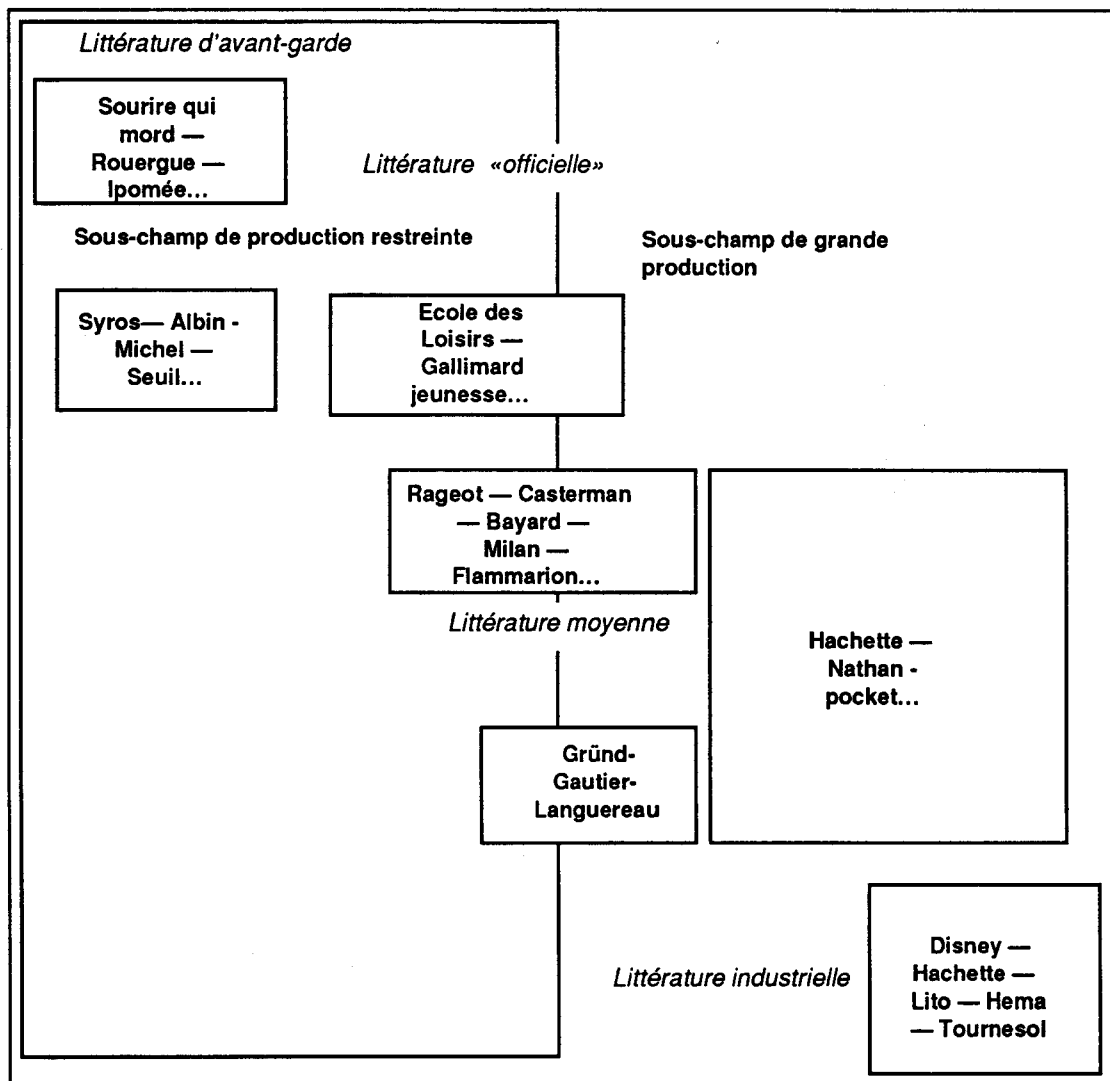 Littérature d'avant-garde
Sourire qui
mord —
Rouergue —
Ipomée...
Littérature «officielle»
Sous-champ de production restreinte
Sous-champ de grande
production
Syros— Albin -
Michel —
Seuil...
Ecole des
Loisirs —
Gallimard
jeunesse...
Rageot — Casterman
— Bayard —
Milan —
Flammarion...
Littérature moyenne
Hachette —
Nathan -
pocket...
Gründ-
Gautier-
Languereau
Littérature industrielle
Disney —
Hachette —
Lito — Hema
— Tournesol